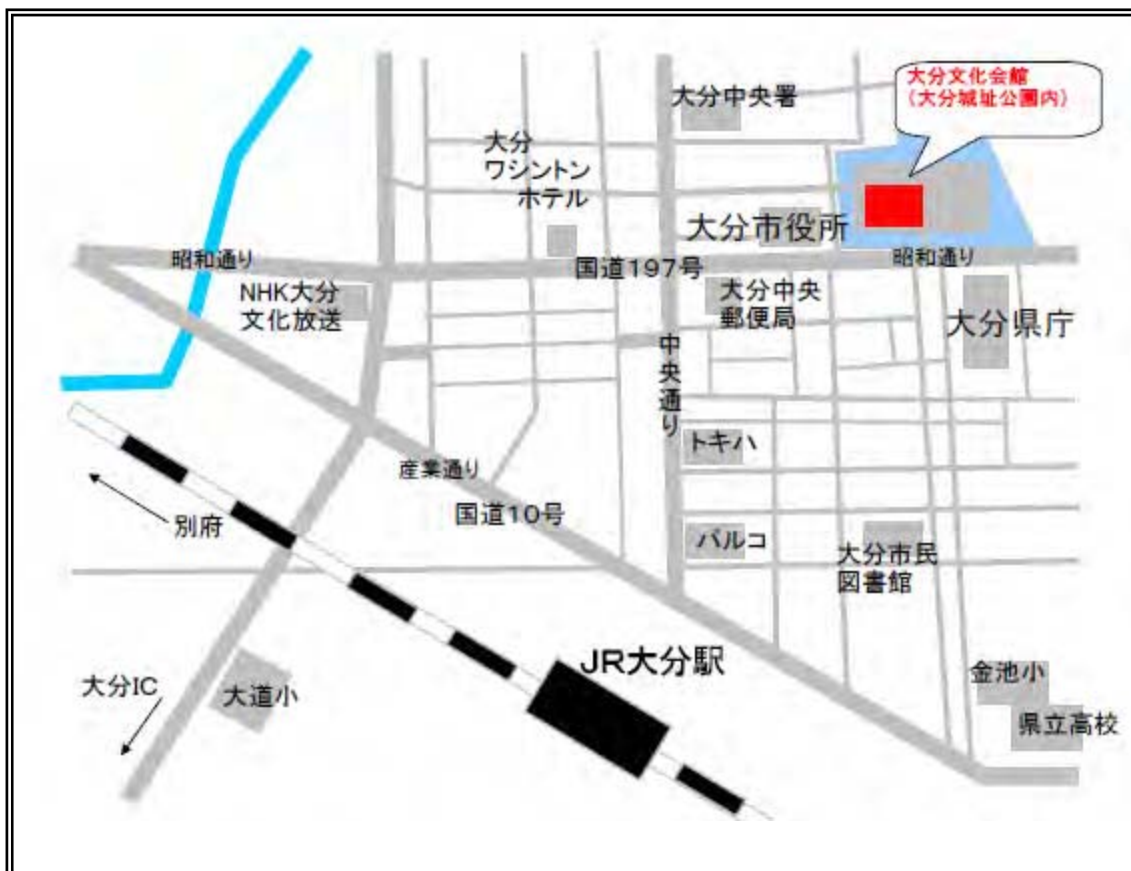 大分文化会館
(大分城址公園内)
大分中央署
大分
ワシントン
ホテル
大分市役所
昭和通り
国道197号
昭和通り
NHK大分
文化放送
大分中央
郵便局
大分県庁
中央通り
トキハ
産業通り
国道10号
パルコ
別府
大分市民
図書館
JR大分駅
大分IC
大道小
金池小
県立高校